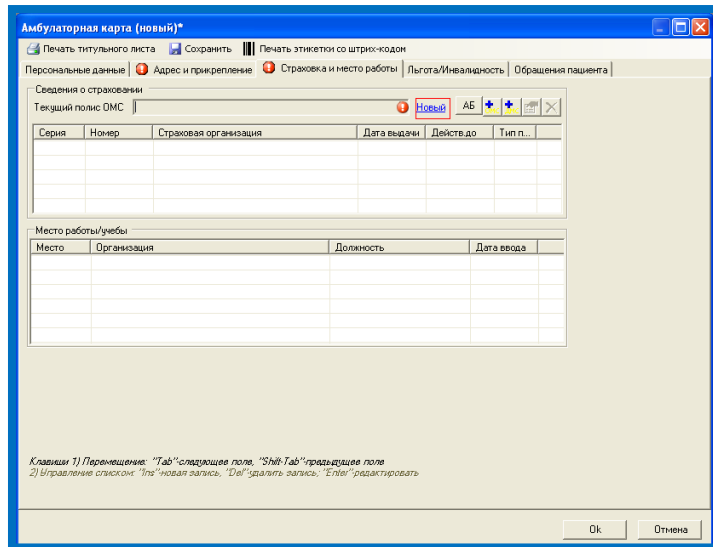 Амбулаторная карта (новый)*
Печать титульного листа Сохранить Печать этикетки со штрих-кодом
Персональные данные Адрес и прикрепление Страховка и место работы Льгота/Инвалидность Обращения пациента
Сведения о страховании
Текущий полис ОМС Новый АБ
Серия Номер Страховая организация Дата выдачи Действ.до Тип п...
Место работы/учебы
Место Организация Должность Дата ввода
Клавиши 1) Перемещение: "Tab"-следующее поле, "Shift-Tab"-предыдущее поле
2) Управление списком: "Ins"-новая запись, "Del"-удалить запись; "Enter"-редактировать
Ok Отмена